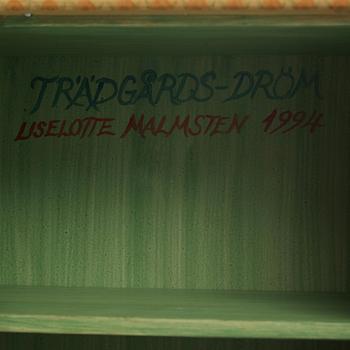 TRÄDGÅRDS-DRÖM
LISELOTTE MALMSTEN 1994